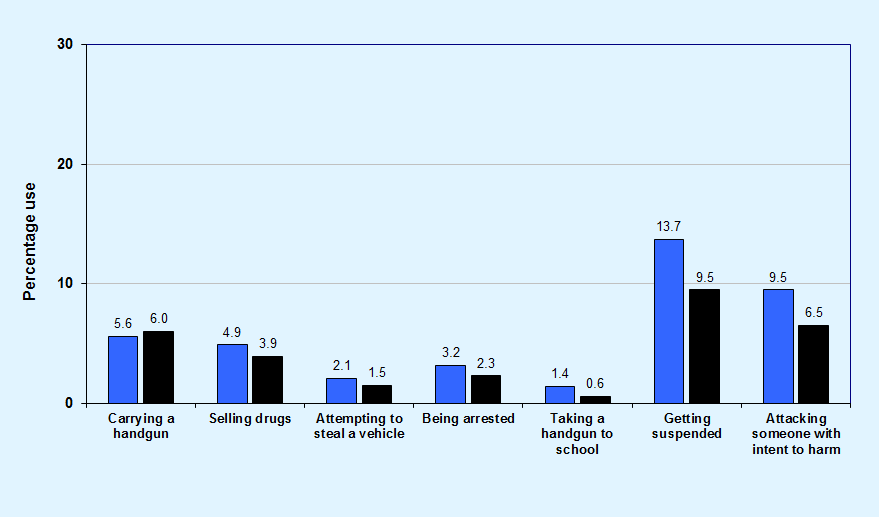 30
20
10
0
Percentage use
5.6
6.0
4.9
3.9
2.1
1.5
3.2
2.3
1.4
0.6
13.7
9.5
9.5
6.5
Carrying a
handgun
Selling drugs
Attempting to
steal a vehicle
Being arrested
Taking a
handgun to
school
Getting
suspended
Attacking
someone with
intent to harm